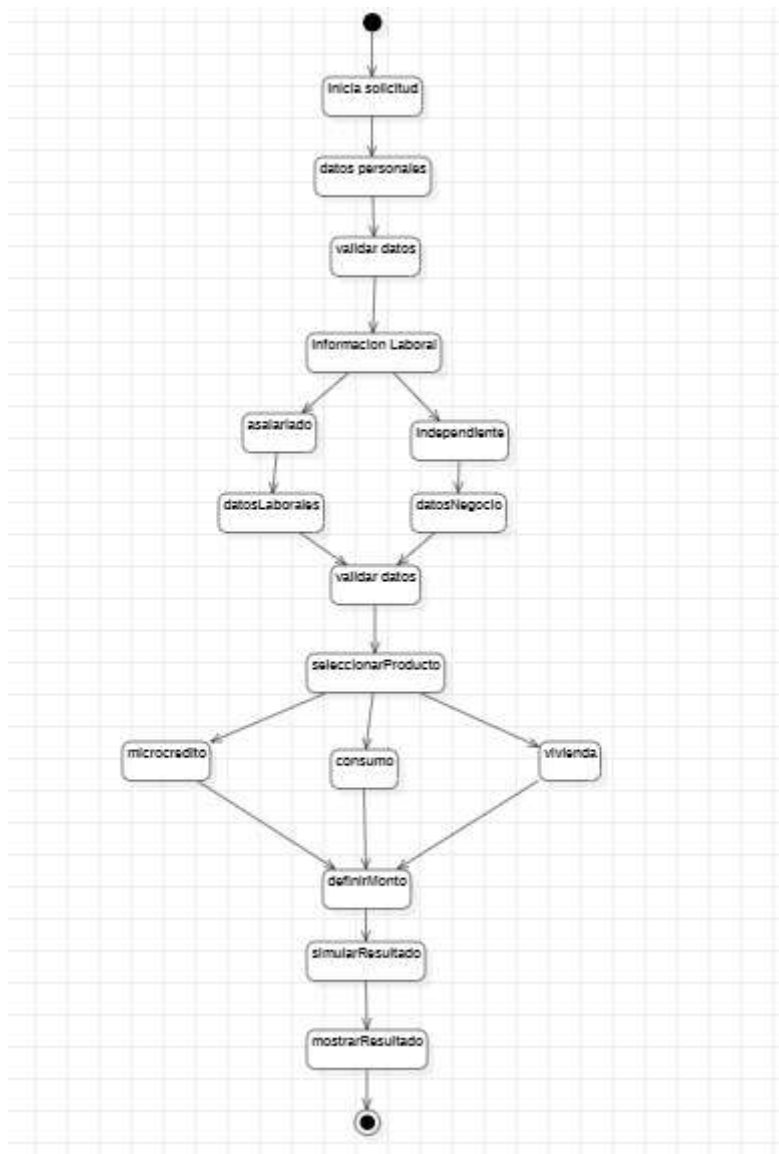 Inicia solicitud
datos personales
validar datos
Informacion Laboral
asalariado
Independiente
datosLaborales
datosNegocio
validar datos
seleccionarProducto
microcredito
consumo
vivienda
definirMonto
simularResultado
mostrarResultado